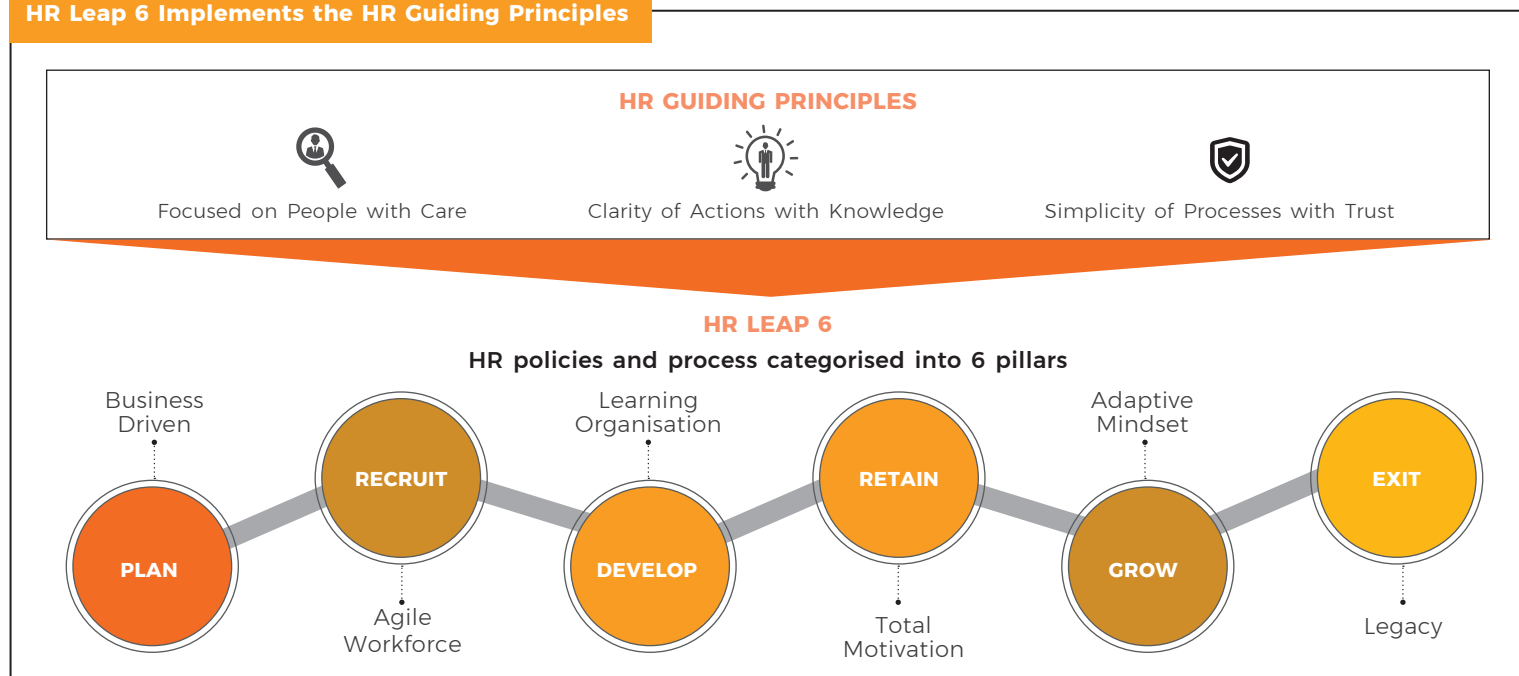 HR Leap 6 Implements the HR Guiding Principles
HR GUIDING PRINCIPLES
Focused on People with Care
Clarity of Actions with Knowledge
Simplicity of Processes with Trust
HR LEAP 6
HR policies and process categorised into 6 pillars
Business
Driven
PLAN
RECRUIT
Agile
Workforce
Learning
Organisation
DEVELOP
RETAIN
Total
Motivation
Adaptive
Mindset
GROW
EXIT
Legacy